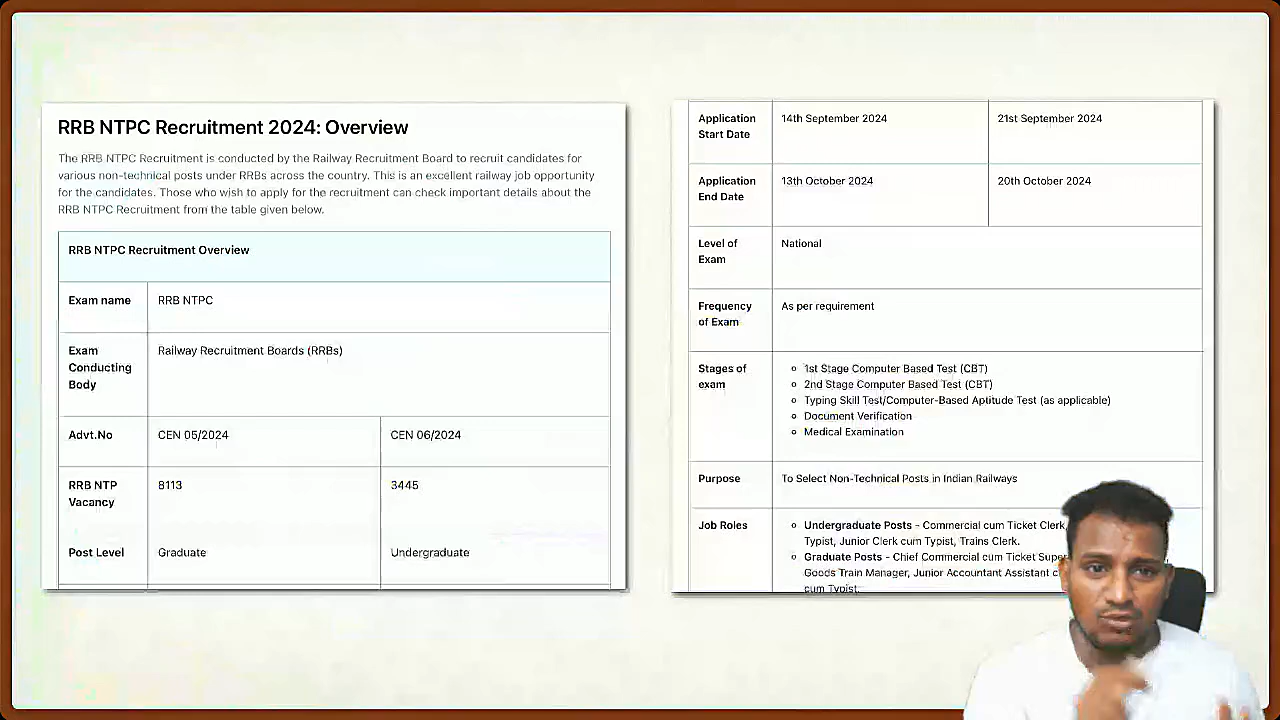 RRB NTPC Recruitment 2024: Overview
The RRB NTPC Recruitment is conducted by the Railway Recruitment Board to recruit candidates for
various non-technical posts under RRBs across the country. This is an excellent railway job opportunity
for the candidates. Those who wish to apply for the recruitment can check important details about the
RRB NTPC Recruitment from the table given below.
RRB NTPC Recruitment Overview
Exam name RRB NTPC
Exam Railway Recruitment Boards (RRBs)
Conducting
Body
Advt.No CEN 05/2024 CEN 06/2024
RRB NTP 8113 3445
Vacancy
Post Level Graduate Undergraduate
Application 14th September 2024 21st September 2024
Start Date
Application 13th October 2024 20th October 2024
End Date
Level of National
Exam
Frequency As per requirement
of Exam
Stages of 1st Stage Computer Based Test (CBT)
exam 2nd Stage Computer Based Test (CBT)
Typing Skill Test/Computer-Based Aptitude Test (as applicable)
Document Verification
Medical Examination
Purpose To Select Non-Technical Posts in Indian Railways
Job Roles Undergraduate Posts - Commercial cum Ticket Clerk,
Typist, Junior Clerk cum Typist, Trains Clerk.
Graduate Posts - Chief Commercial cum Ticket
Goods Train Manager, Junior Accountant Assistant
cum Typist.